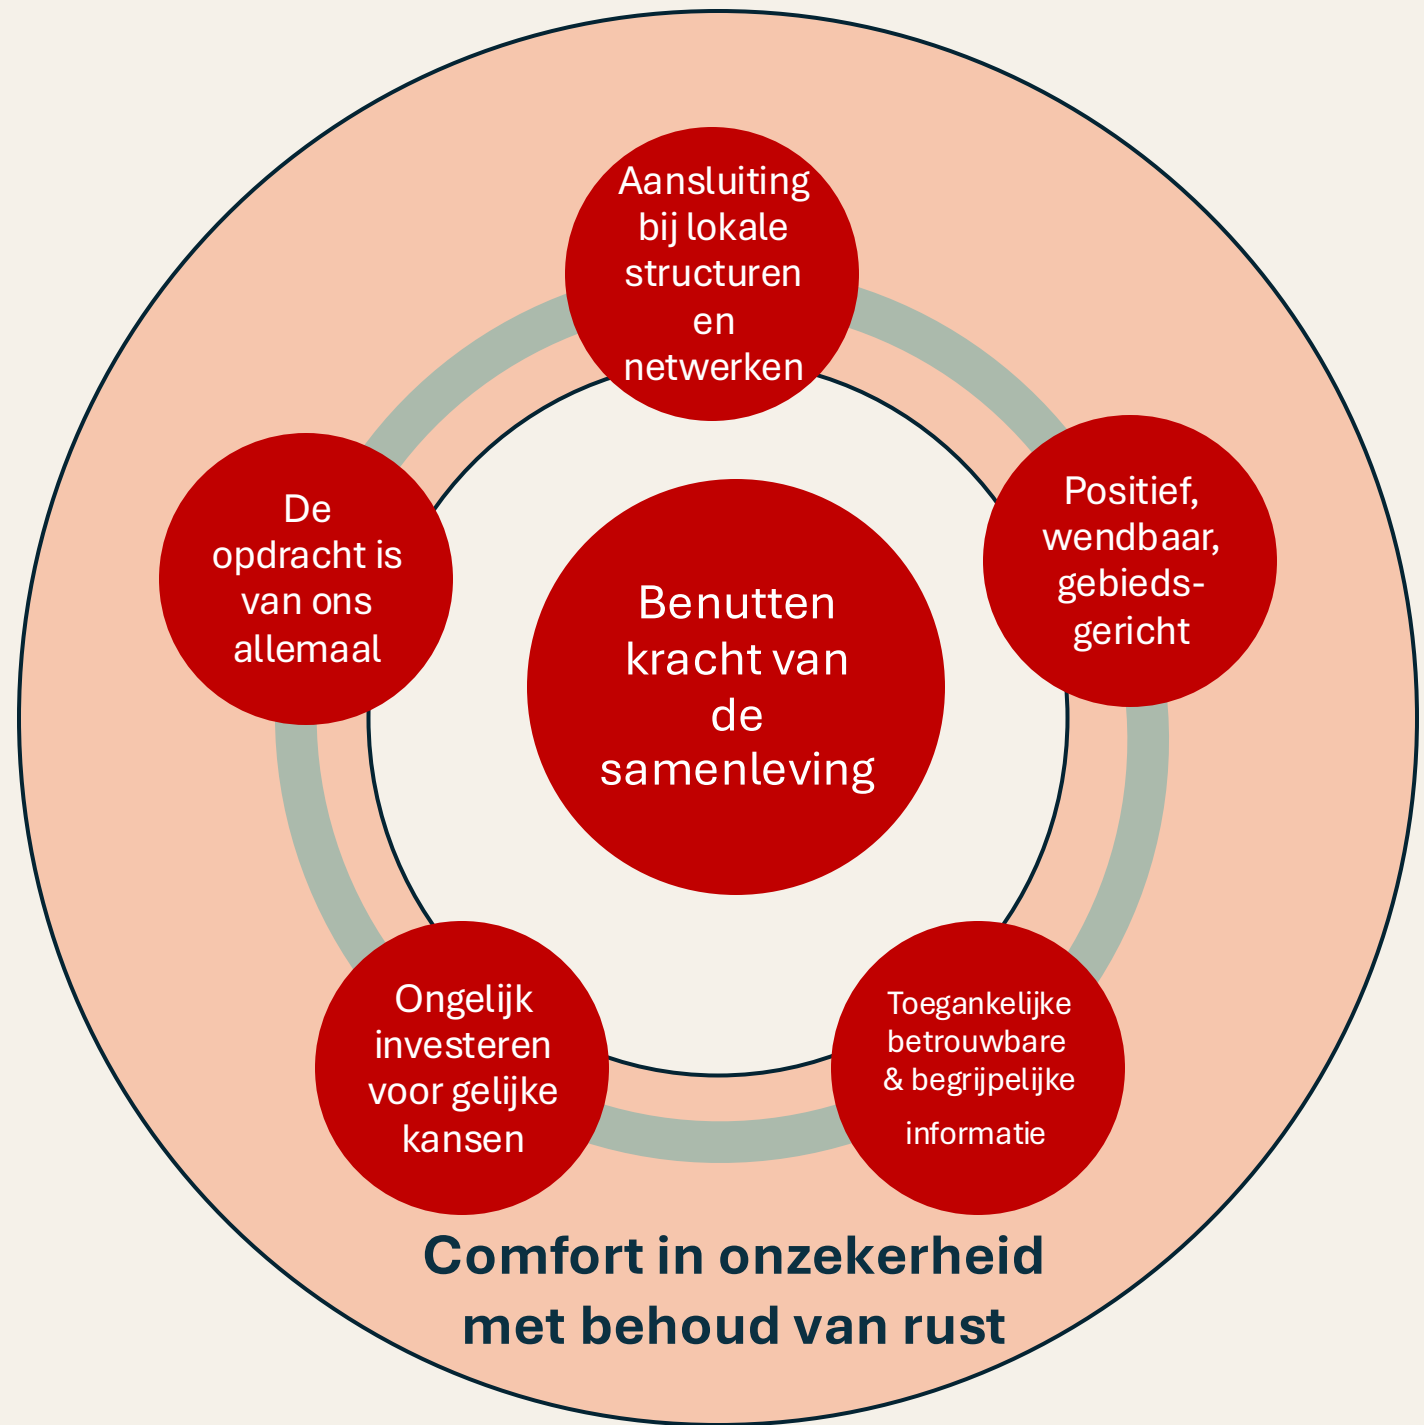 Aansluiting
bij lokale
structuren
en
netwerken
Positief,
wendbaar,
gebieds-
gericht
De
opdracht is
van ons
allemaal
Benutten
kracht van
de
samenleving
Ongelijk
investeren
voor gelijke
kansen
Toegankelijke
betrouwbare
& begrijpelijke
informatie
Comfort in onzekerheid
met behoud van rust